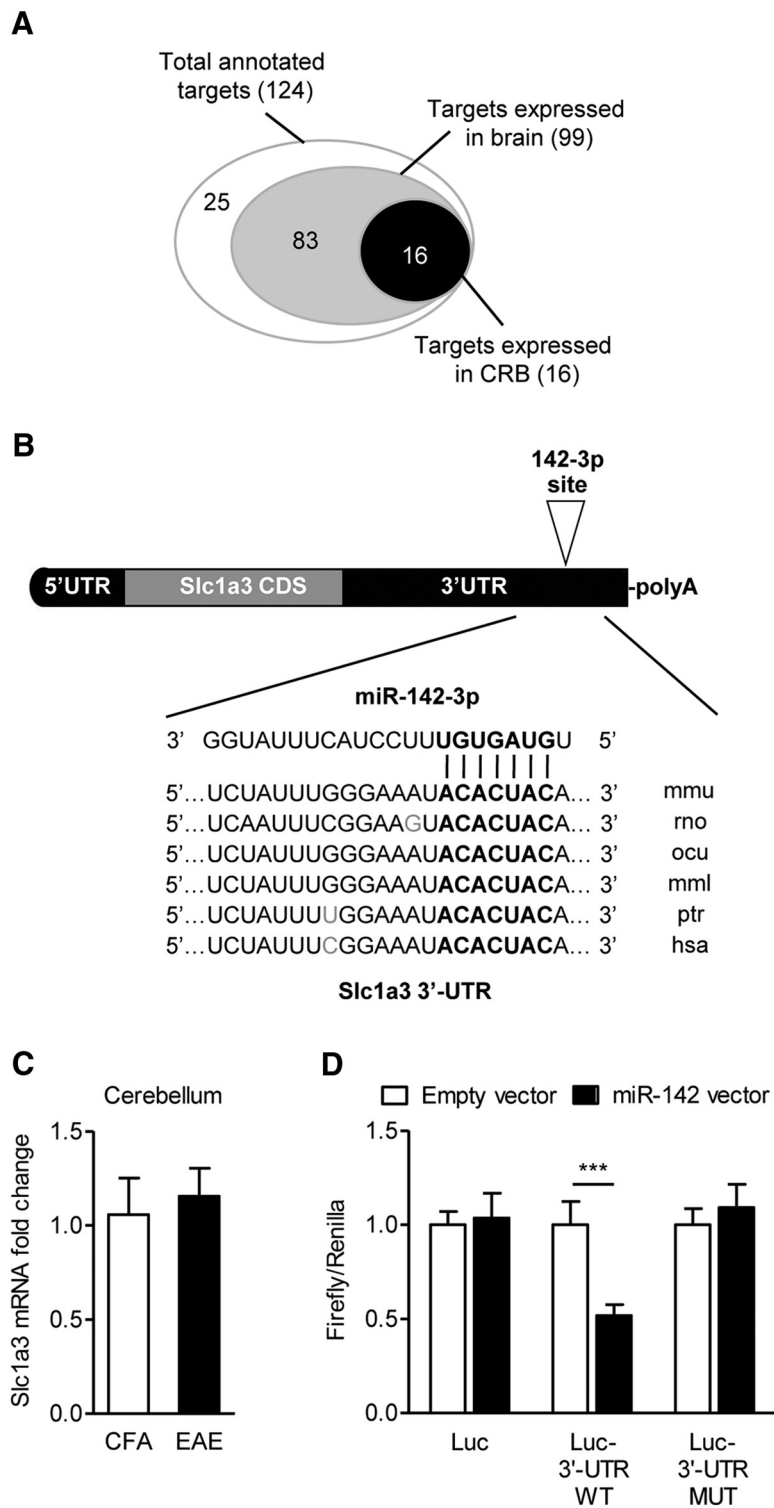 A
Total annotated
targets (124)
Targets expressed
in brain (99)
25
83
16
Targets expressed
in CRB (16)
B
142-3p
site
5’UTR Slc1a3 CDS 3’UTR -polyA
miR-142-3p
3’ GGUAUUUCAUCCUUUGUGAUGU 5’
5’...UCUAUUUGGGAAAUACACUACA... 3’ mmu
5’...UCAAUUUCGGAAGUACACUACA... 3’ rno
5’...UCUAUUUGGGAAAUACACUACA... 3’ ocu
5’...UCUAUUUGGGAAAUACACUACA... 3’ mml
5’...UCUAUUUUGGAAAUACACUACA... 3’ ptr
5’...UCUAUUUCGGAAAUACACUACA... 3’ hsa
Slc1a3 3’-UTR
C
Cerebellum
Slc1a3 mRNA fold change
1.5
1.0
0.5
0.0
CFA EAE
D
Empty vector miR-142 vector
Firefly/Renilla
1.5
1.0
0.5
0.0
***
Luc
Luc-
3'-UTR
WT
Luc-
3'-UTR
MUT